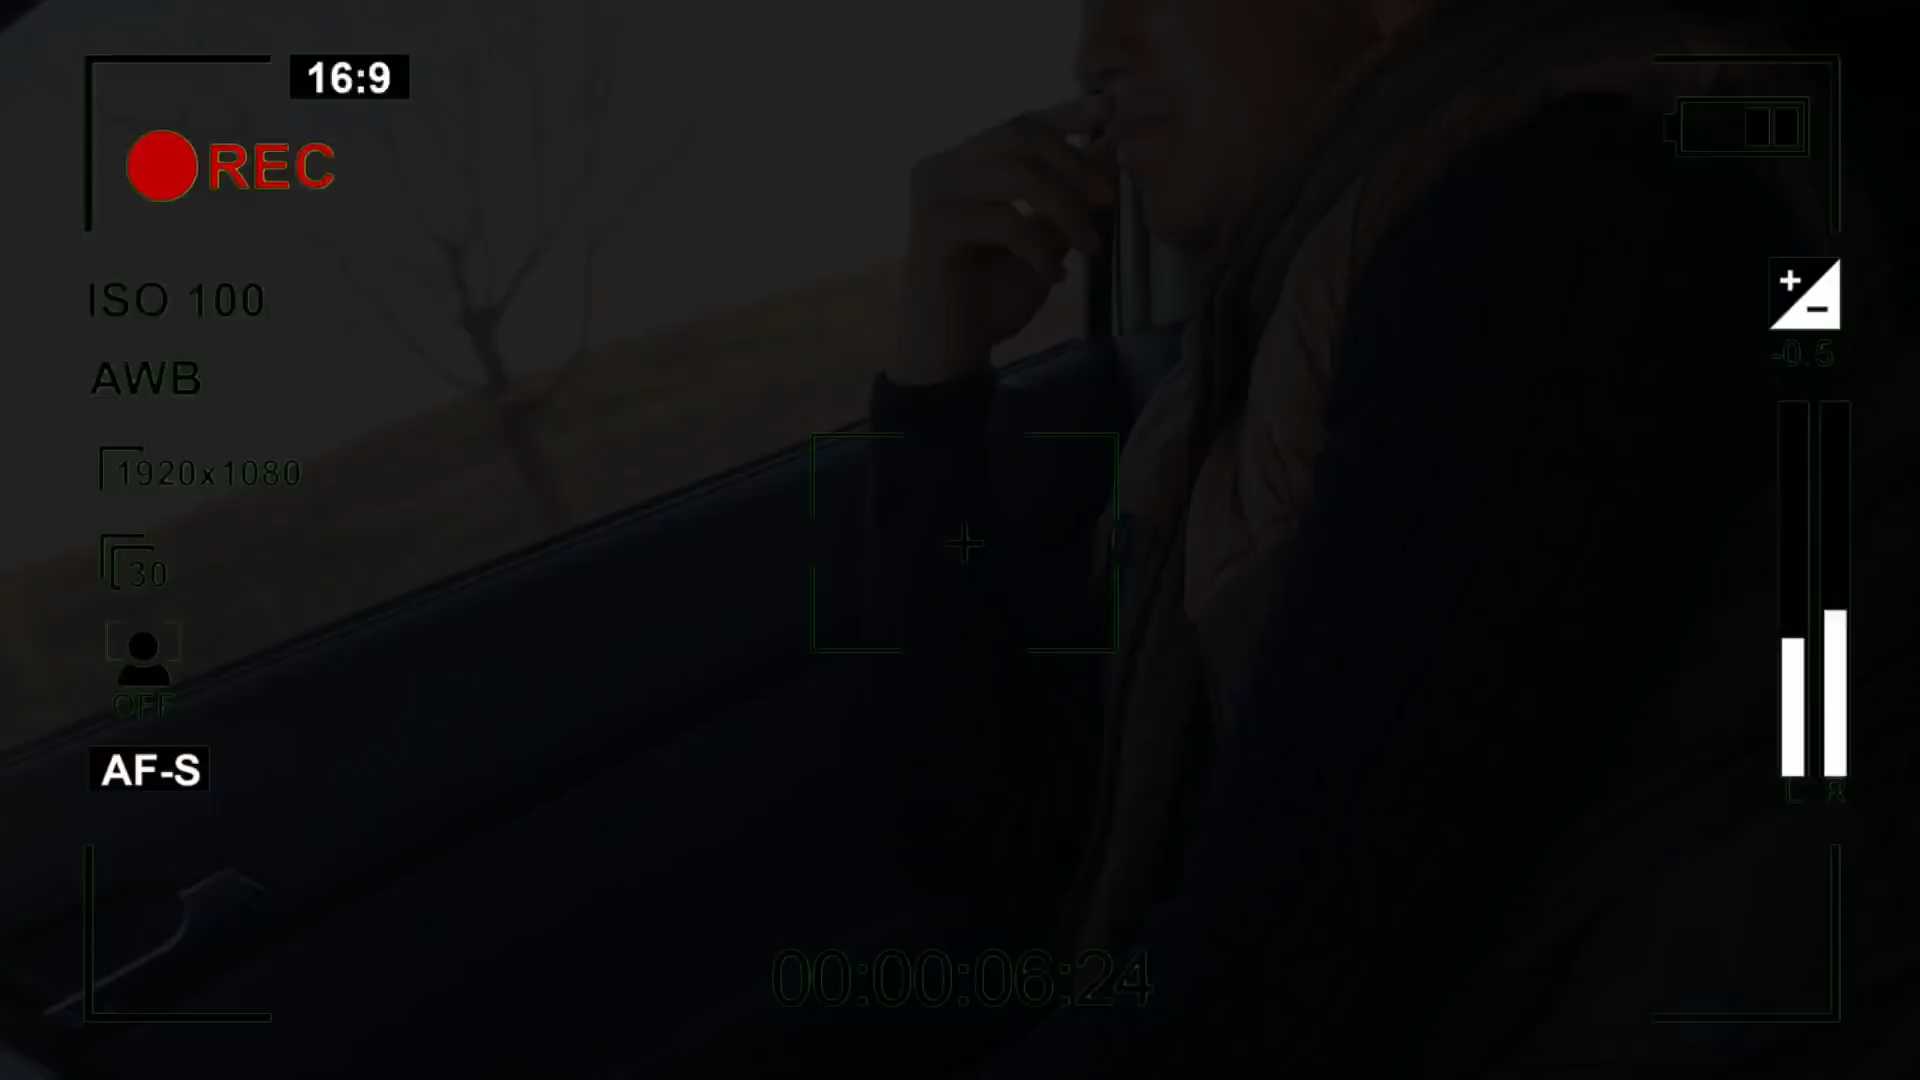 16:9
REC
ISO 100
AWB
-0.5
1920x1080
30
OFF
AF-S
L R
00:00:06:24